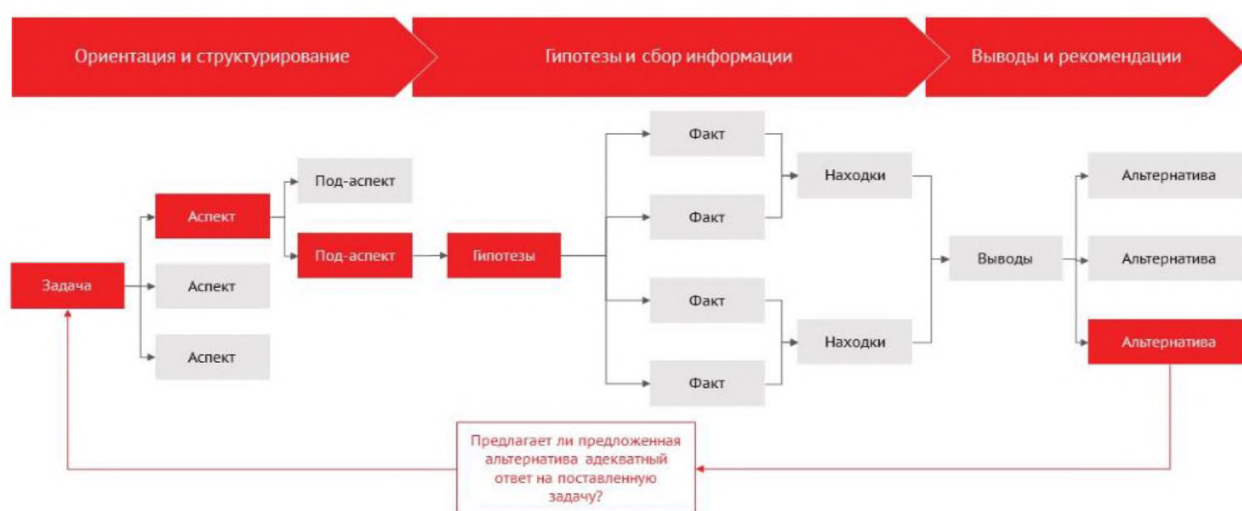 Ориентация и структурирование
Гипотезы и сбор информации
Выводы и рекомендации
Задача
Аспект
Аспект
Аспект
Под-аспект
Под-аспект
Гипотезы
Факт
Факт
Факт
Факт
Находки
Находки
Выводы
Альтернатива
Альтернатива
Альтернатива
Предлагает ли предложенная
альтернатива адекватный
ответ на поставленную
задачу?